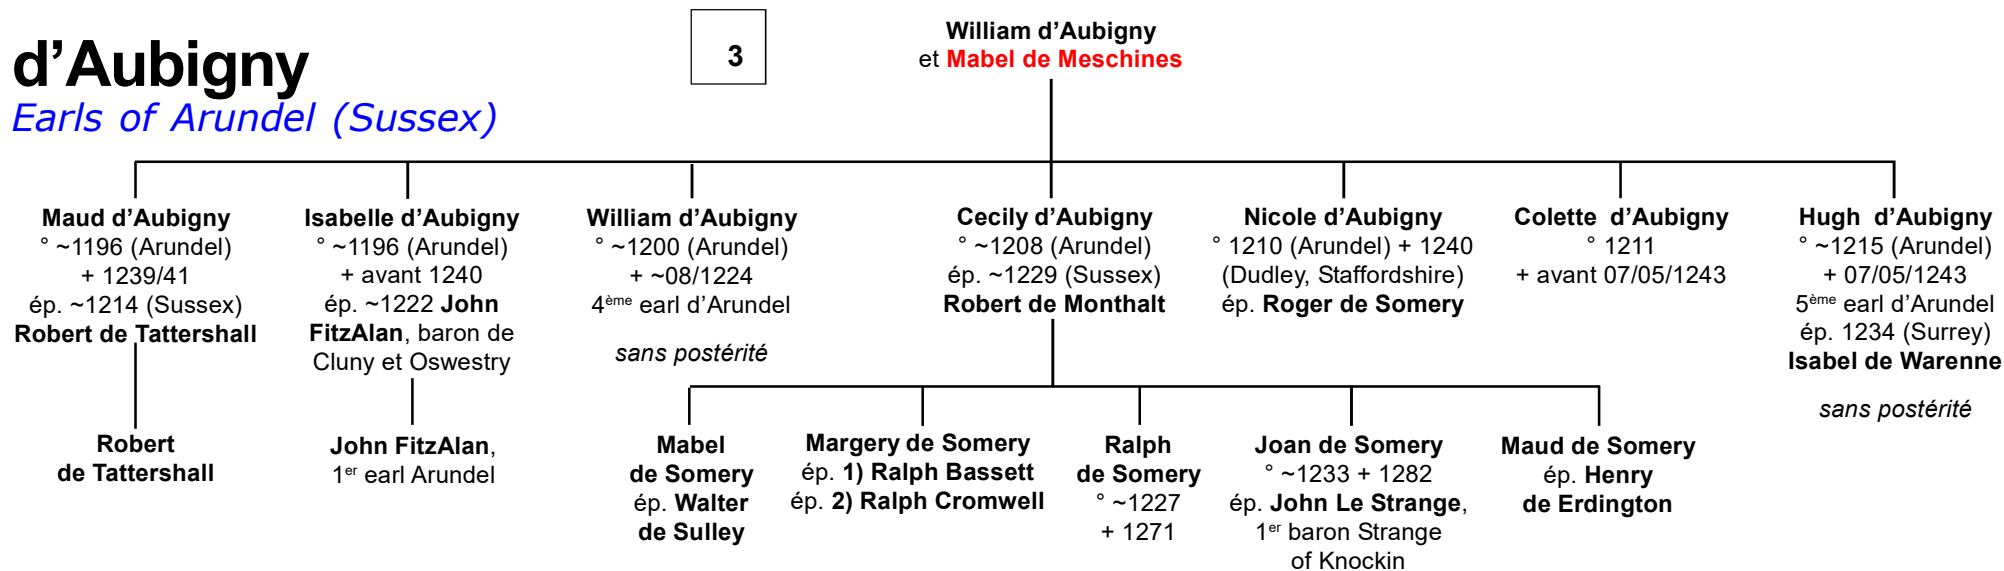 d’Aubigny
Earls of Arundel (Sussex)
3
William d’Aubigny
et Mabel de Meschines
Maud d’Aubigny
° ~1196 (Arundel)
+ 1239/41
ép. ~1214 (Sussex)
Robert de Tattershall
Isabelle d’Aubigny
° ~1196 (Arundel)
+ avant 1240
ép. ~1222 John
FitzAlan, baron de
Cluny et Oswestry
William d’Aubigny
° ~1200 (Arundel)
+ ~08/1224
4ème earl d’Arundel
sans postérité
Cecily d’Aubigny
° ~1208 (Arundel)
ép. ~1229 (Sussex)
Robert de Monthalt
Nicole d’Aubigny
° 1210 (Arundel) + 1240
(Dudley, Staffordshire)
ép. Roger de Somery
Colette  d’Aubigny
° 1211
+ avant 07/05/1243
Hugh  d’Aubigny
° ~1215 (Arundel)
+ 07/05/1243
5ème earl d’Arundel
ép. 1234 (Surrey)
Isabel de Warenne
sans postérité
Robert
de Tattershall
John FitzAlan,
1er earl Arundel
Mabel
de Somery
ép. Walter
de Sulley
Margery de Somery
ép. 1) Ralph Bassett
ép. 2) Ralph Cromwell
Ralph
de Somery
° ~1227
+ 1271
Joan de Somery
° ~1233 + 1282
ép. John Le Strange,
1er baron Strange
of Knockin
Maud de Somery
ép. Henry
de Erdington